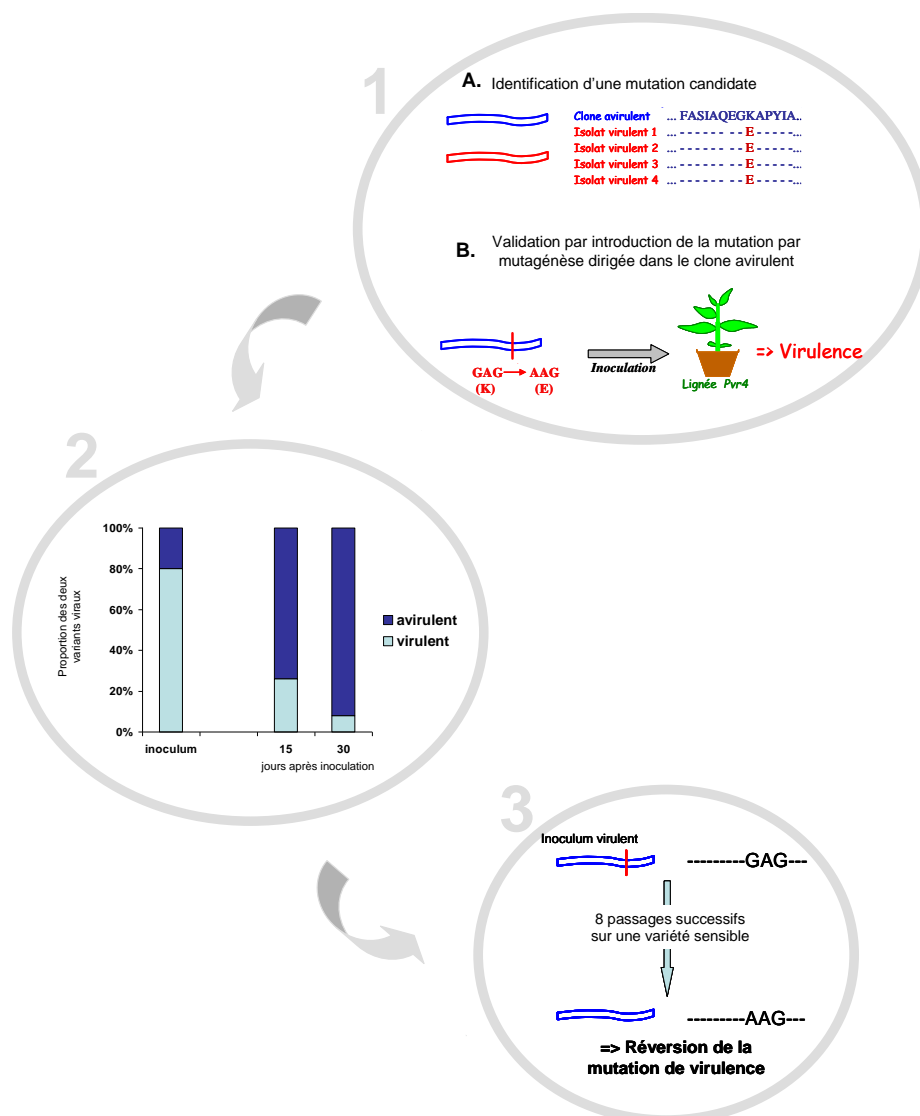 1
A. Identification d'une mutation candidate
Clone avirulent ... FASIAQEGKAPYIA...
Isolat virulent 1 ... - - - - - - - - E - - - - -...
Isolat virulent 2 ... - - - - - - - - E - - - - -...
Isolat virulent 3 ... - - - - - - - - E - - - - -...
Isolat virulent 4 ... - - - - - - - - E - - - - -...
B. Validation par introduction de la mutation par
mutagénèse dirigée dans le clone avirulent
GAG AAG
(K) (E)
Inoculation
=> Virulence
Lignée Pvr4
2
Proportion des deux
variants viraux
100%
80%
60%
40%
20%
0%
inoculum 15 30
jours après inoculation
avirulent
virulent
3
Inoculum virulent
---------GAG---
8 passages successifs
sur une variété sensible
---------AAG---
=> Réversion de la
mutation de virulence